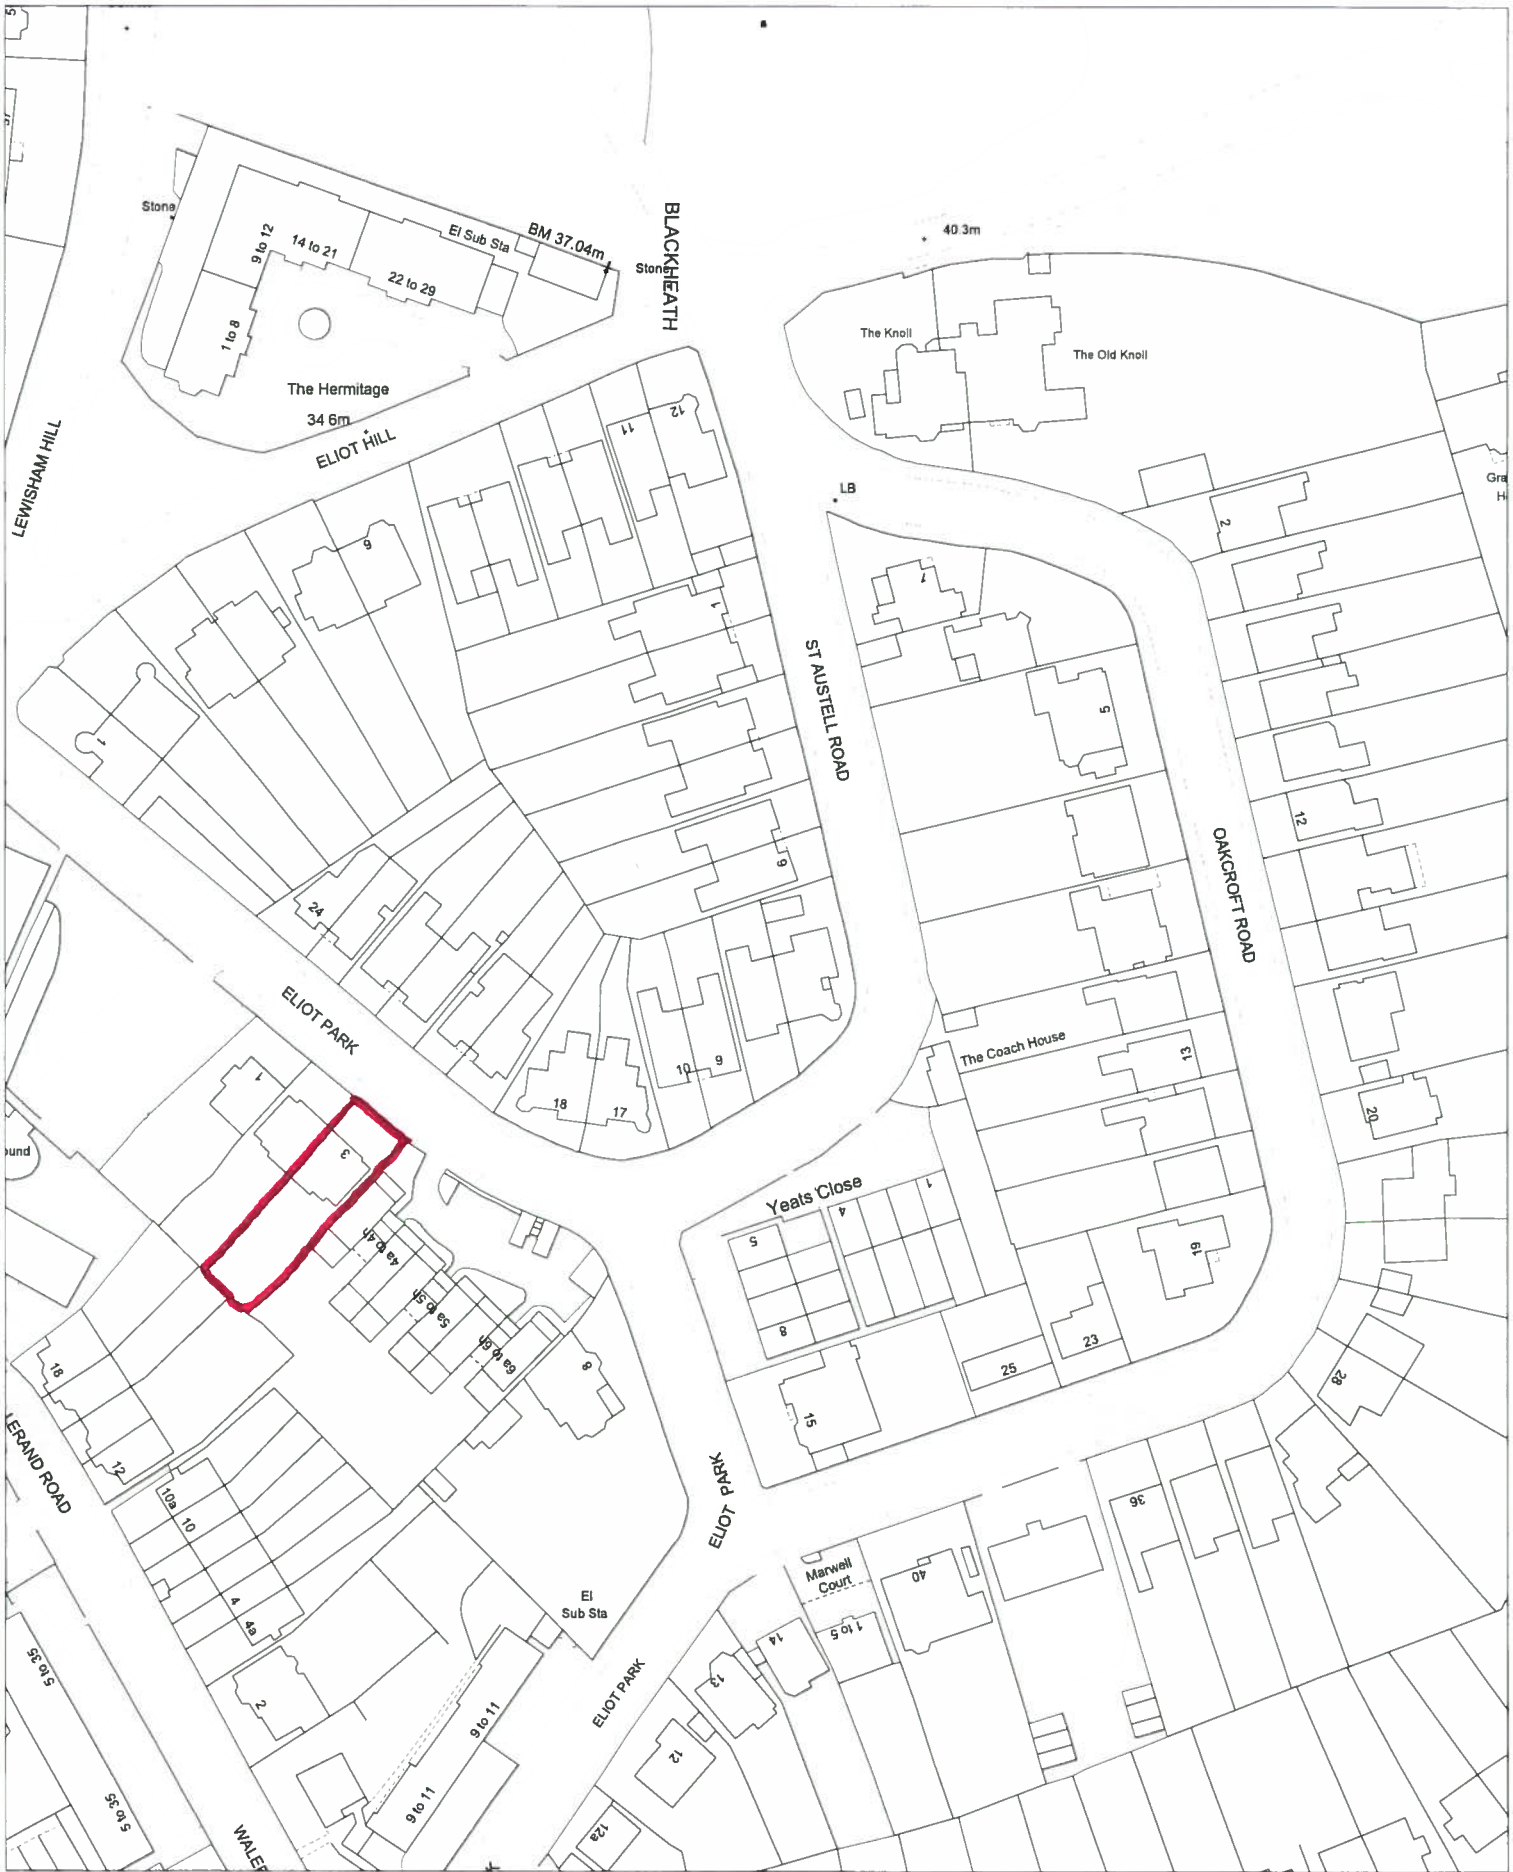 Stone
9 to 12
14 to 21
El Sub Sta
BM 37.04m
Stone
22 to 29
1 to 8
BLACKHEATH
40.3m
The Knoll
The Old Knoll
The Hermitage
34 6m
ELIOT HILL
LEWISHAM HILL
12
11
6
LB
2
1
1
ST AUSTELL ROAD
5
1
12
OAKCROFT ROAD
9
24
ELIOT PARK
10
9
18
17
The Coach House
13
20
1
3
Yeats Close
5
4
1
8
19
4a to 4h
5a to 5h
6a to 6h
8
25
23
28
15
18
12
LERAND ROAD
10a
10
4
4a
2
ELIOT PARK
36
Marwell
Court
40
1 to 5
14
El
Sub Sta
13
ELIOT PARK
12
9 to 11
9 to 11
12a
5 to 35
5 to 35